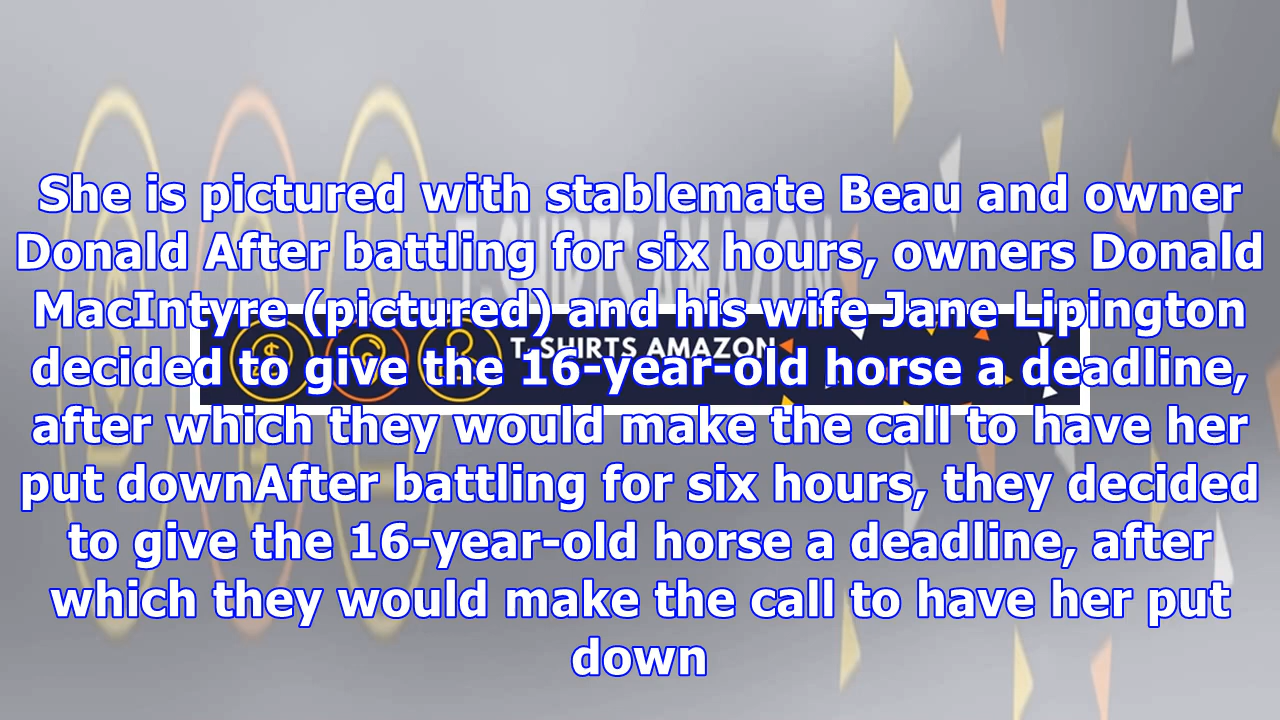 She is pictured with stablemate Beau and owner
Donald After battling for six hours, owners Donald
MacIntyre (pictured) and his wife Jane Lipington
T-SHIRTS AMAZON
decided to give the 16-year-old horse a deadline,
after which they would make the call to have her
put downAfter battling for six hours, they decided
to give the 16-year-old horse a deadline, after
which they would make the call to have her put
down